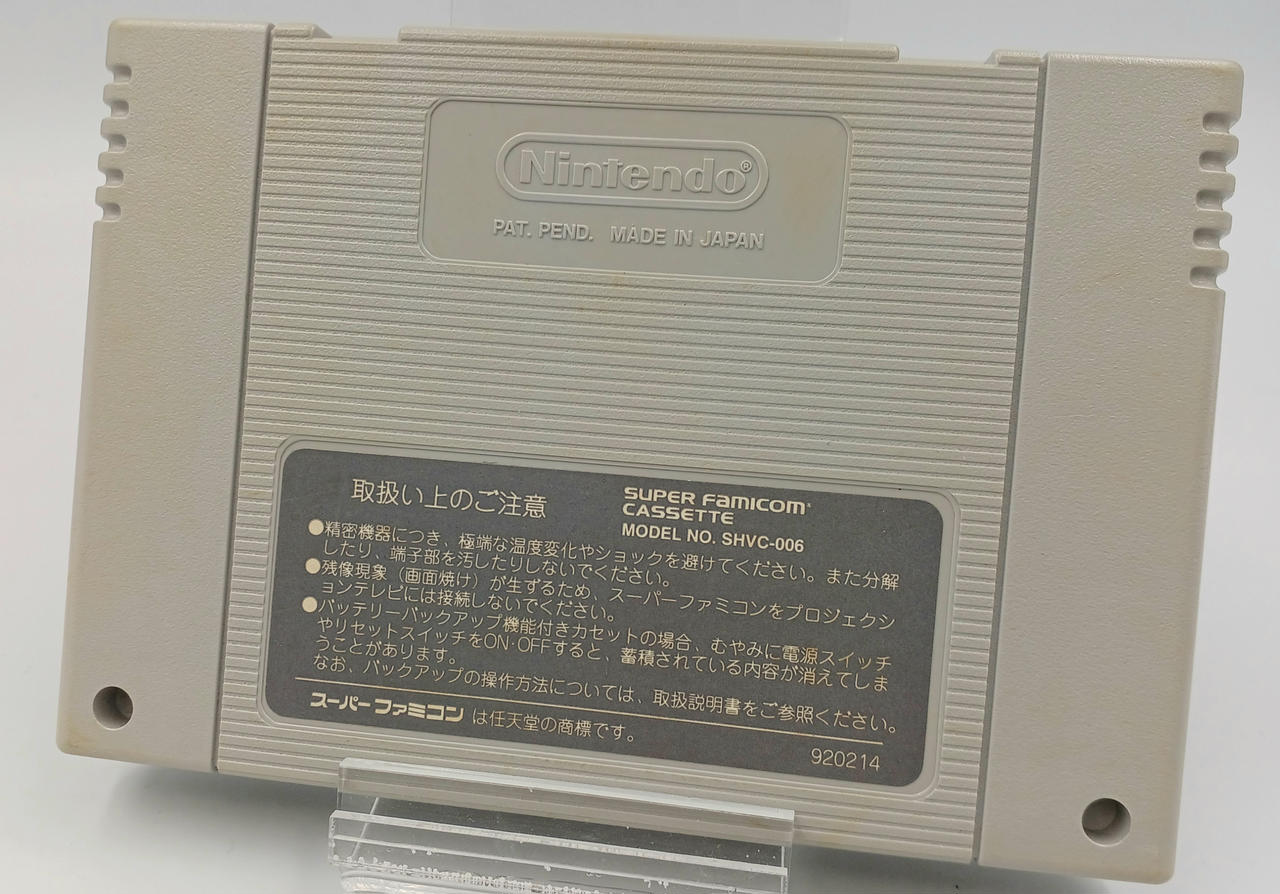 Nintendo®
PAT. PEND. MADE IN JAPAN
取扱い上のご注意
SUPER FAMICOM
CASSETTE
MODEL NO. SHVC-006
●精密機器につき、極端な温度変化やショックを避けてください。また分解
したり、端子部を汚したりしないでください。
●残像現象（画面焼け）が生ずるため、スーパーファミコンをプロジェクシ
ョンテレビには接続しないでください。
●バッテリーバックアップ機能付きカセットの場合、むやみに電源スイッチ
やリセットスイッチをON·OFFすると、蓄積されている内容が消えてしま
うことがあります。
なお、バックアップの操作方法については、取扱説明書をご参照ください。
スーパーファミコン は任天堂の商標です。
920214